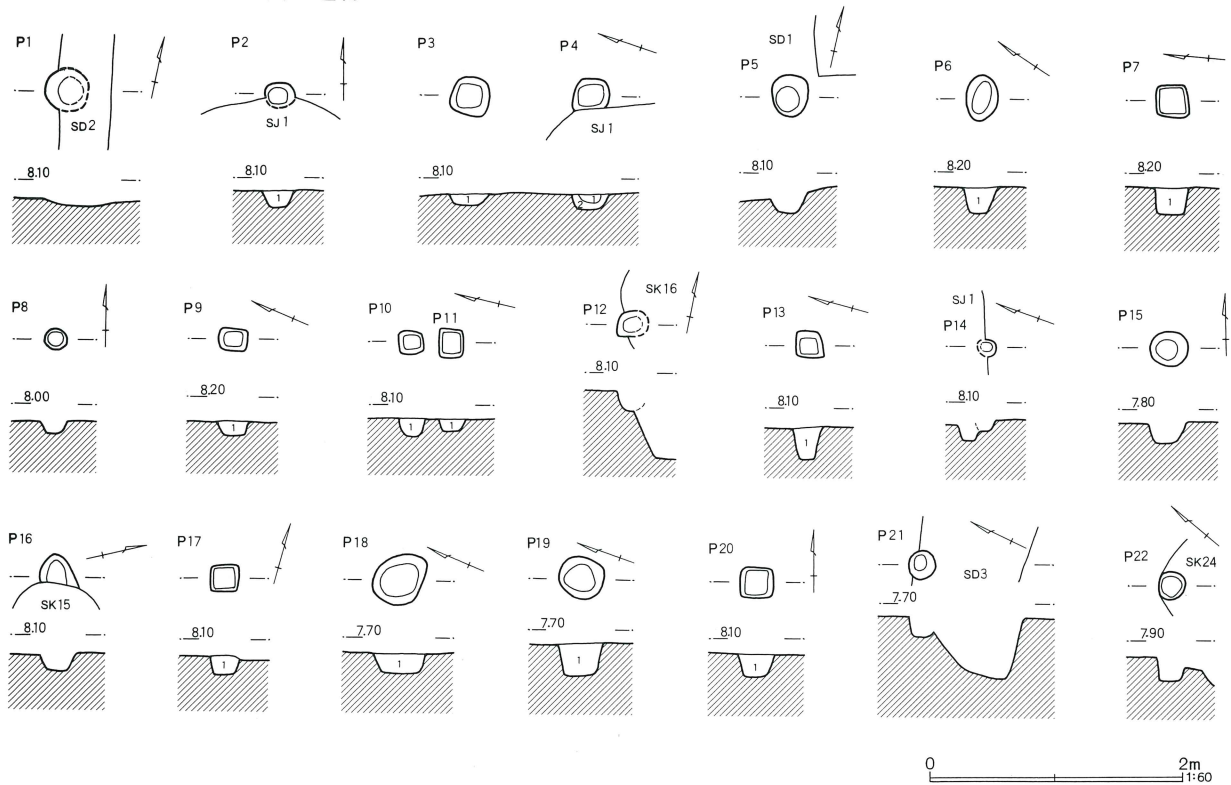 P1
SD2
8.10
P2
SJ1
8.10
1
P3
P4
SJ1
8.10
1
1
2
SD1
P5
8.10
P6
8.20
1
P7
8.20
1
P8
8.00
P9
8.20
1
P10
P11
8.10
1
1
SK16
P12
8.10
P13
8.10
1
SJ1
P14
8.10
P15
7.80
P16
SK15
8.10
P17
8.10
1
P18
7.70
1
P19
7.70
1
P20
8.10
1
P21
SD3
7.70
P22
SK24
7.90
0
2m
1:60